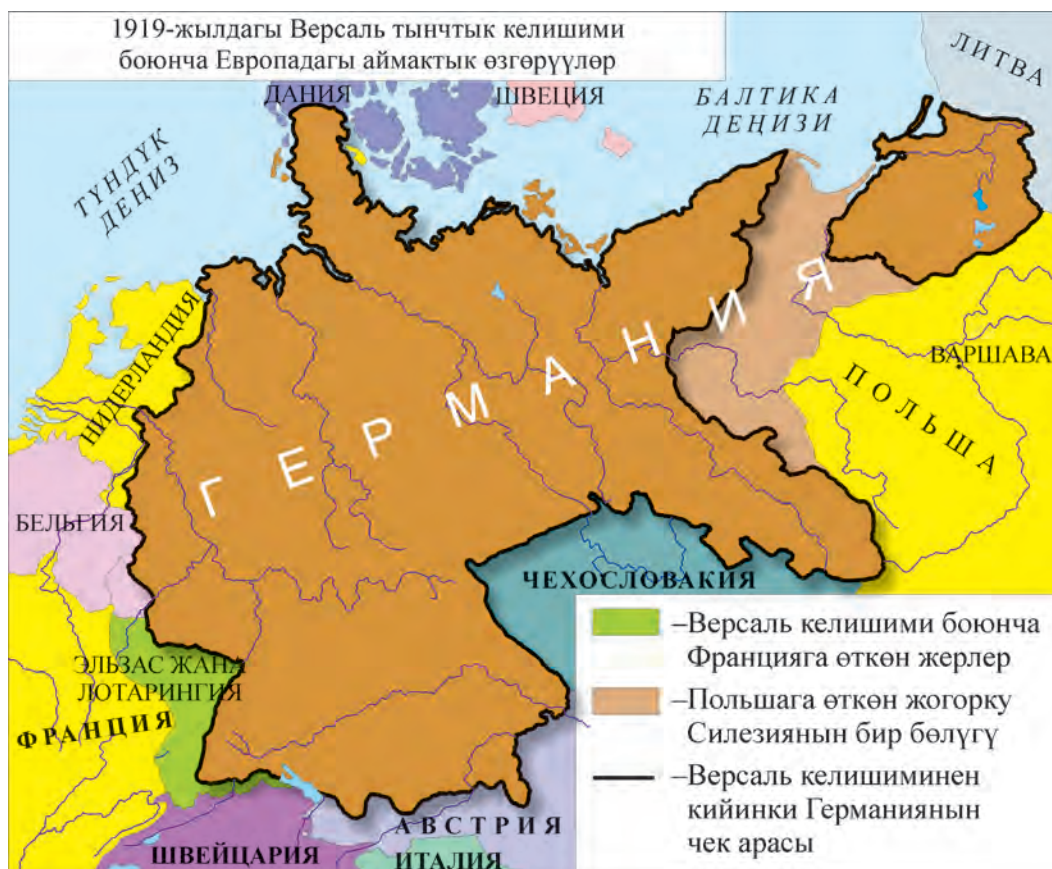 1919-жылдагы Версаль тынчтык келишими
боюнча Европадагы аймактык өзгөрүүлөр
ЛИТВА
ДАНИЯ
ШВЕЦИЯ
БАЛТИКА
ДЕҢИЗИ
ТҮНДҮК
ДЕҢИЗ
НИДЕРЛАНДИЯ
ГЕРМАНИЯ
ВАРШАВА
ПОЛЬША
БЕЛЬГИЯ
ЧЕХОСЛОВАКИЯ
ЭЛЬЗАС ЖАНА
ЛОТАРИНГИЯ
ФРАНЦИЯ
АВСТРИЯ
ШВЕЙЦАРИЯ
ИТАЛИЯ
–Версаль келишими боюнча
Францияга өткөн жерлер
–Польшага өткөн жогорку
Силезиянын бир бөлүгү
–Версаль келишиминен
кийинки Германиянын
чек арасы